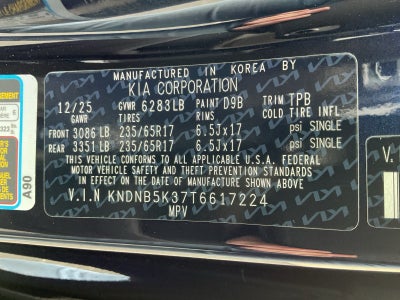 MANUFACTURED IN KOREA BY
KIA CORPORATION
12/25 GVWR 6283LB PAINT D9B TRIM TPB
GAWR TIRES RIMS COLD TIRE INFL
FRONT 3086 LB 235/65R17 6.5Jx17 psi SINGLE
REAR 3351 LB 235/65R17 6.5Jx17 psi SINGLE
THIS VEHICLE CONFORMS TO ALL APPLICABLE U.S.A. FEDERAL
MOTOR VEHICLE SAFETY AND THEFT PREVENTION STANDARDS
IN EFFECT ON THE DATE OF MANUFACTURE SHOWN ABOVE
V.I.N KNDNB5K37T6617224
MPV
A90
V.